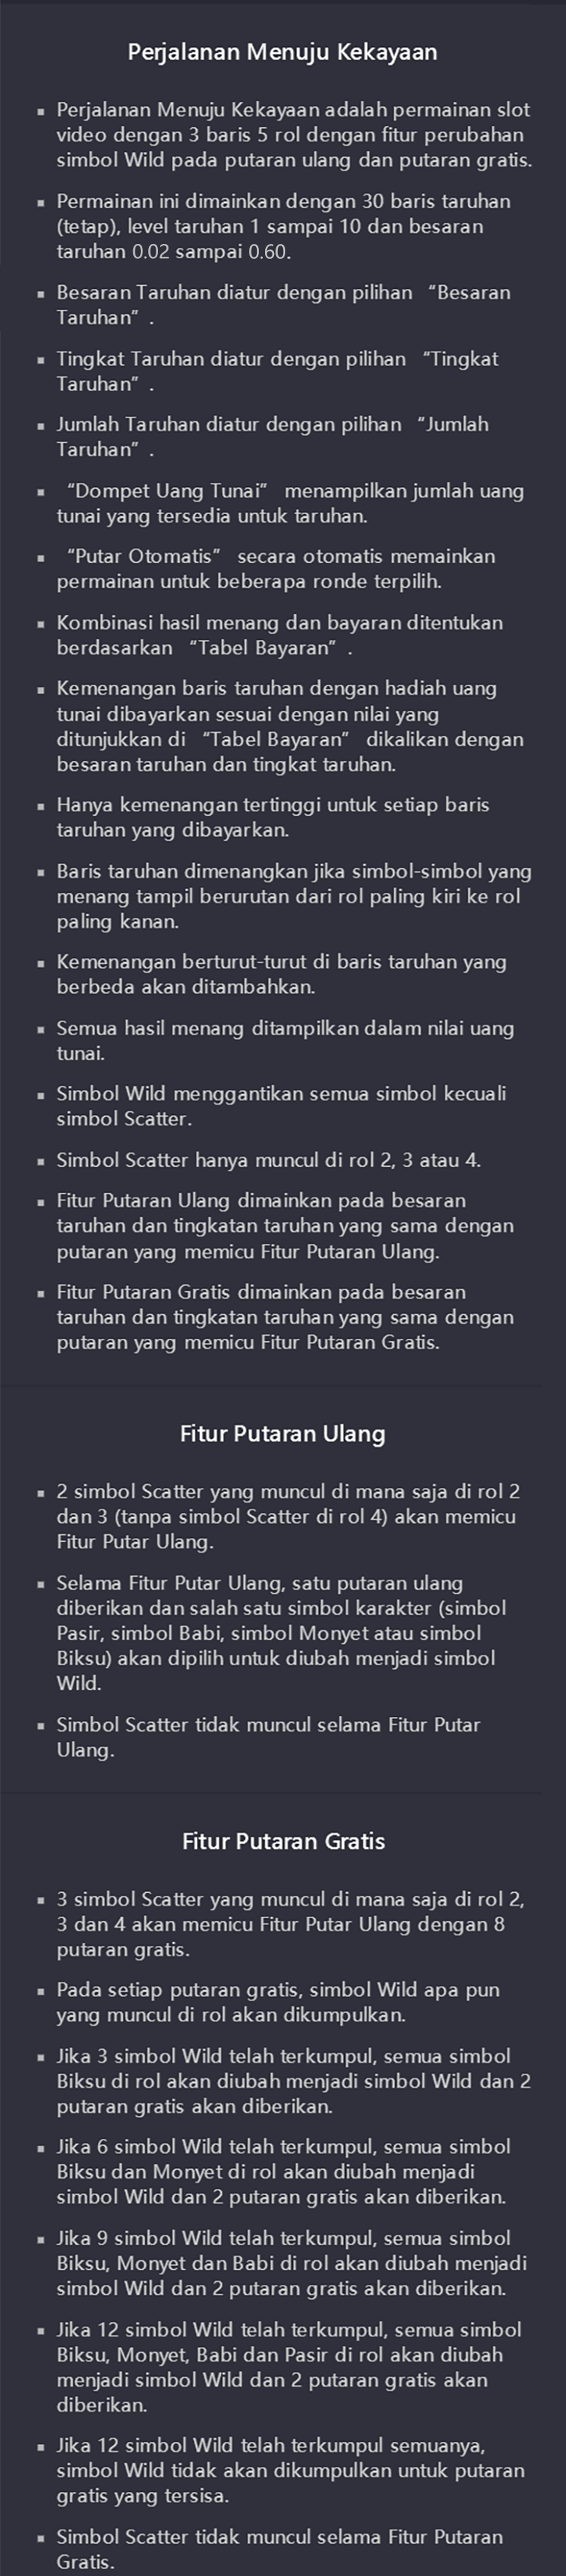 Perjalanan Menuju Kekayaan
▪ Perjalanan Menuju Kekayaan adalah permainan slot
video dengan 3 baris 5 rol dengan fitur perubahan
simbol Wild pada putaran ulang dan putaran gratis.
▪ Permainan ini dimainkan dengan 30 baris taruhan
(tetap), level taruhan 1 sampai 10 dan besaran
taruhan 0.02 sampai 0.60.
▪ Besaran Taruhan diatur dengan pilihan “Besaran
Taruhan” .
▪ Tingkat Taruhan diatur dengan pilihan “Tingkat
Taruhan” .
▪ Jumlah Taruhan diatur dengan pilihan “Jumlah
Taruhan” .
▪ “Dompet Uang Tunai” menampilkan jumlah uang
tunai yang tersedia untuk taruhan.
▪ “Putar Otomatis” secara otomatis memainkan
permainan untuk beberapa ronde terpilih.
▪ Kombinasi hasil menang dan bayaran ditentukan
berdasarkan “Tabel Bayaran” .
▪ Kemenangan baris taruhan dengan hadiah uang
tunai dibayarkan sesuai dengan nilai yang
ditunjukkan di “Tabel Bayaran” dikalikan dengan
besaran taruhan dan tingkat taruhan.
▪ Hanya kemenangan tertinggi untuk setiap baris
taruhan yang dibayarkan.
▪ Baris taruhan dimenangkan jika simbol-simbol yang
menang tampil berurutan dari rol paling kiri ke rol
paling kanan.
▪ Kemenangan berturut-turut di baris taruhan yang
berbeda akan ditambahkan.
▪ Semua hasil menang ditampilkan dalam nilai uang
tunai.
▪ Simbol Wild menggantikan semua simbol kecuali
simbol Scatter.
▪ Simbol Scatter hanya muncul di rol 2, 3 atau 4.
▪ Fitur Putaran Ulang dimainkan pada besaran
taruhan dan tingkatan taruhan yang sama dengan
putaran yang memicu Fitur Putaran Ulang.
▪ Fitur Putaran Gratis dimainkan pada besaran
taruhan dan tingkatan taruhan yang sama dengan
putaran yang memicu Fitur Putaran Gratis.
Fitur Putaran Ulang
▪ 2 simbol Scatter yang muncul di mana saja di rol 2
dan 3 (tanpa simbol Scatter di rol 4) akan memicu
Fitur Putar Ulang.
▪ Selama Fitur Putar Ulang, satu putaran ulang
diberikan dan salah satu simbol karakter (simbol
Pasir, simbol Babi, simbol Monyet atau simbol
Biksu) akan dipilih untuk diubah menjadi simbol
Wild.
▪ Simbol Scatter tidak muncul selama Fitur Putar
Ulang.
Fitur Putaran Gratis
▪ 3 simbol Scatter yang muncul di mana saja di rol 2,
3 dan 4 akan memicu Fitur Putar Ulang dengan 8
putaran gratis.
▪ Pada setiap putaran gratis, simbol Wild apa pun
yang muncul di rol akan dikumpulkan.
▪ Jika 3 simbol Wild telah terkumpul, semua simbol
Biksu di rol akan diubah menjadi simbol Wild dan 2
putaran gratis akan diberikan.
▪ Jika 6 simbol Wild telah terkumpul, semua simbol
Biksu dan Monyet di rol akan diubah menjadi
simbol Wild dan 2 putaran gratis akan diberikan.
▪ Jika 9 simbol Wild telah terkumpul, semua simbol
Biksu, Monyet dan Babi di rol akan diubah menjadi
simbol Wild dan 2 putaran gratis akan diberikan.
▪ Jika 12 simbol Wild telah terkumpul, semua simbol
Biksu, Monyet, Babi dan Pasir di rol akan diubah
menjadi simbol Wild dan 2 putaran gratis akan
diberikan.
▪ Jika 12 simbol Wild telah terkumpul semuanya,
simbol Wild tidak akan dikumpulkan untuk putaran
gratis yang tersisa.
▪ Simbol Scatter tidak muncul selama Fitur Putaran
Gratis.